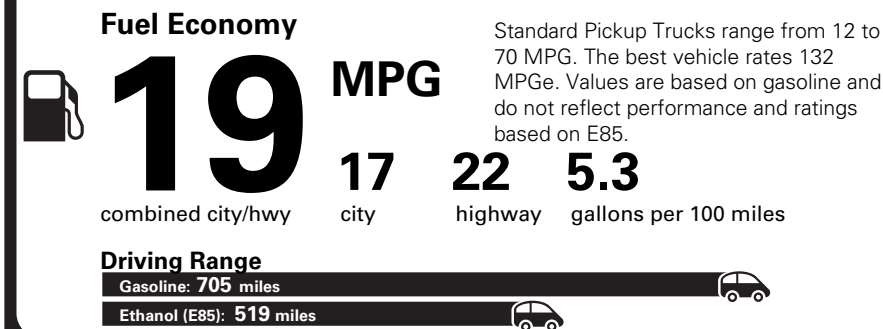 Fuel Economy
19 MPG
Standard Pickup Trucks range from 12 to
70 MPG. The best vehicle rates 132
MPGe. Values are based on gasoline and
do not reflect performance and ratings
based on E85.
17 22 5.3
combined city/hwy city highway gallons per 100 miles
Driving Range
Gasoline: 705 miles
Ethanol (E85): 519 miles